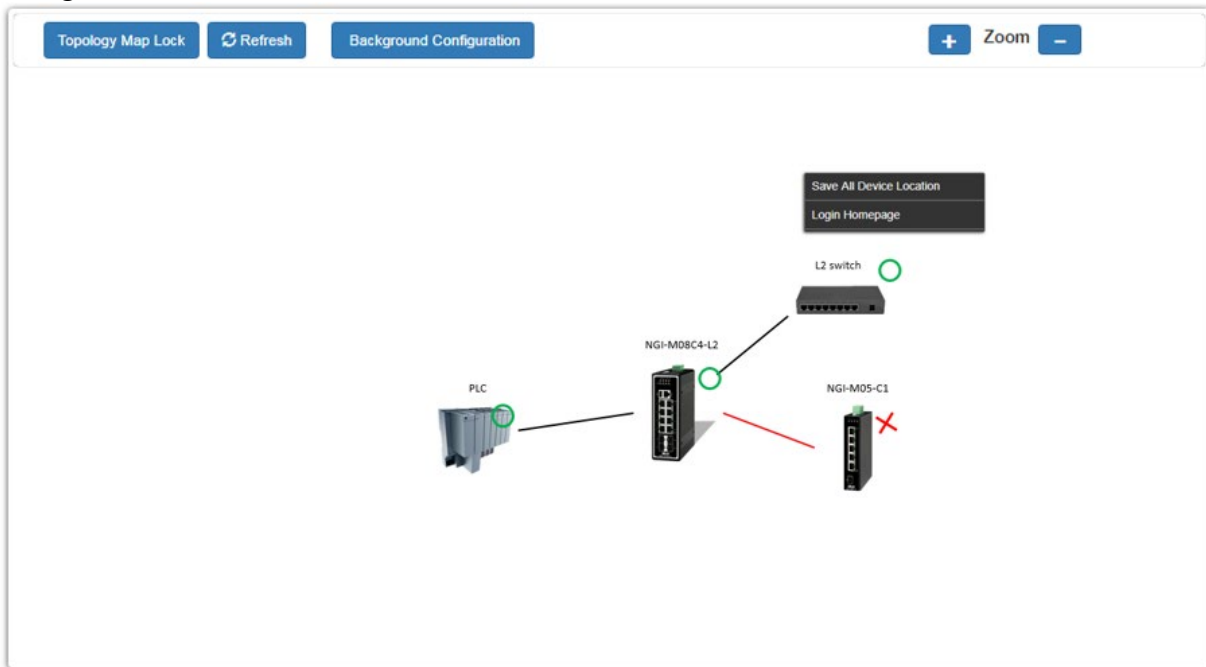 Topology Map Lock
Refresh
Background Configuration
+ Zoom –
Save All Device Location
Login Homepage
L2 switch
NGI-M08C4-L2
PLC
NGI-M05-C1